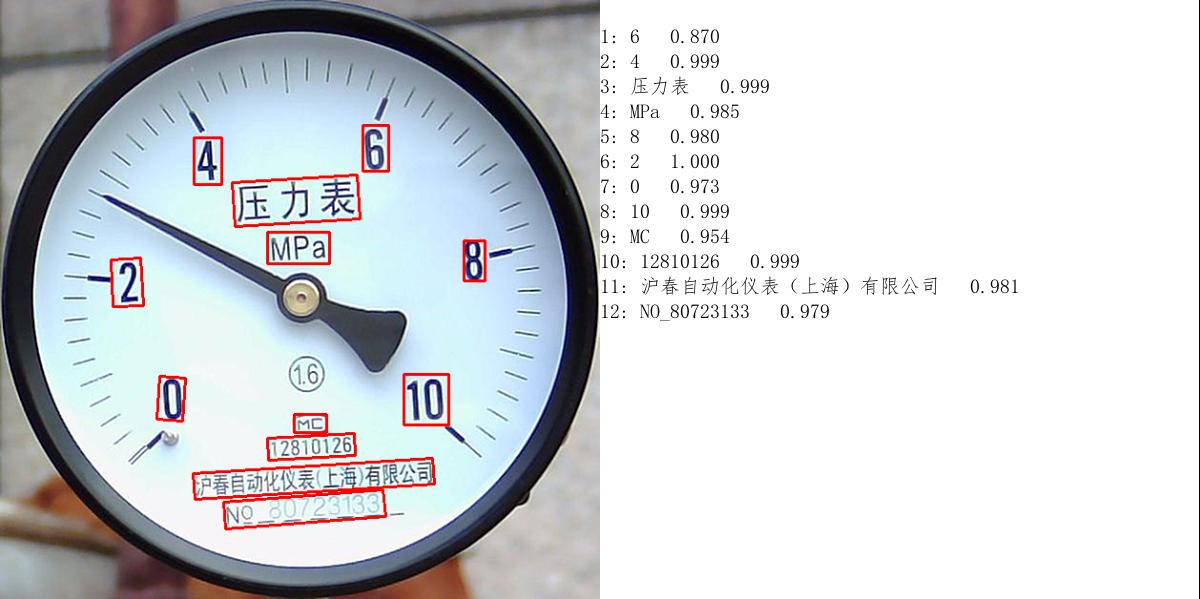 4
6
压力表
MPa
8
2
1.6
0
10
MC
12810126
沪春自动化仪表(上海)有限公司
NO 80723133
1: 6 0.870
2: 4 0.999
3: 压力表 0.999
4: MPa 0.985
5: 8 0.980
6: 2 1.000
7: 0 0.973
8: 10 0.999
9: MC 0.954
10: 12810126 0.999
11: 沪春自动化仪表（上海）有限公司 0.981
12: NO_80723133 0.979